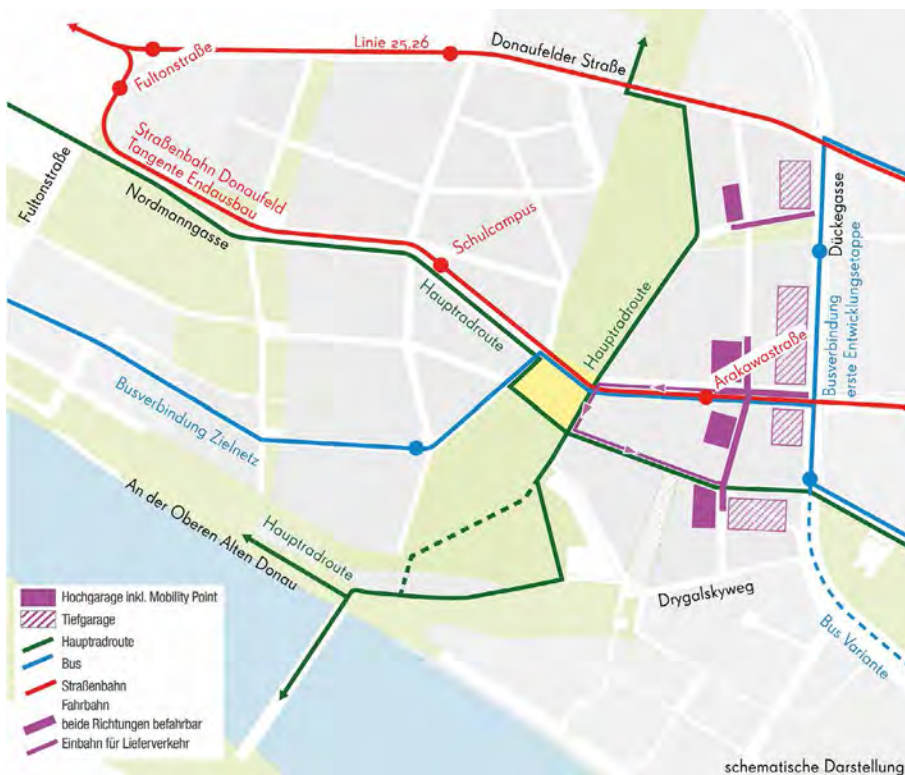 Linie 25,26
Donaufelder Straße
Fultonstraße
Straßenbahn Donaufeld
Tangente Endausbau
Fultonstraße
Nordmanngasse
Schulcampus
Dückegasse
Hauptradroute
Hauptradroute
Busverbindung
erste Entwicklungsetappe
Arakawastraße
Busverbindung Zielnetz
An der Oberen Alten Donau
Hauptradroute
Drygalskyweg
Bus Variante
Hochgarage inkl. Mobility Point
Tiefgarage
Hauptradroute
Bus
Straßenbahn
Fahrbahn
beide Richtungen befahrbar
Einbahn für Lieferverkehr
schematische Darstellung